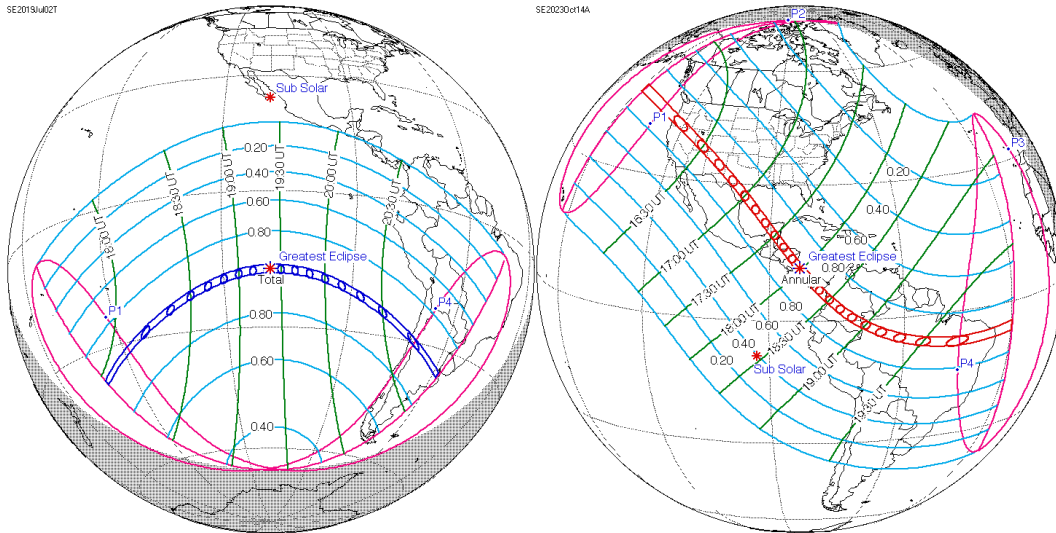 SE2019Jul02T
Sub Solar
0.20
0.40
0.60
0.80
18:00 UT
18:30 UT
19:00 UT
19:30 UT
20:00 UT
20:30 UT
Greatest Eclipse
Total
P1
P4
0.80
0.60
0.40
SE2023Oct14A
P2
P1
P3
0.20
0.40
0.60
16:30 UT
Greatest Eclipse
0.80
17:00 UT
Annular
17:30 UT
0.80
18:00 UT
0.60
18:30 UT
0.40
0.20
Sub Solar
19:00 UT
P4
19:30 UT